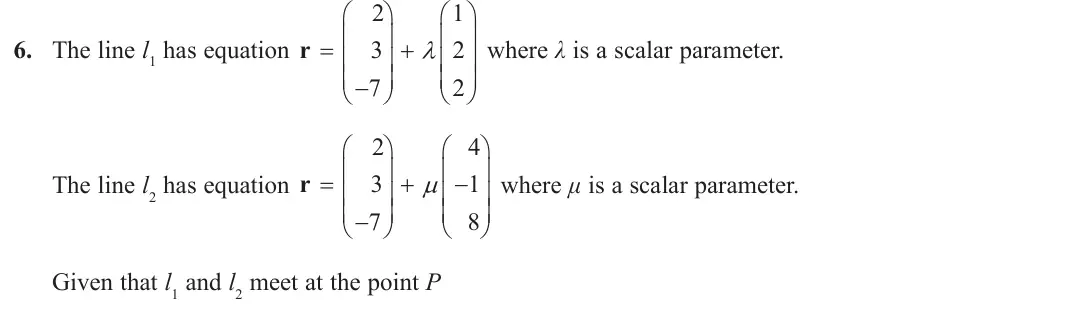 6. The line l₁ has equation r = (2 3 −7) + λ(1 2 2) where λ is a scalar parameter.
The line l₂ has equation r = (2 3 −7) + μ(4 −1 8) where μ is a scalar parameter.
Given that l₁ and l₂ meet at the point P